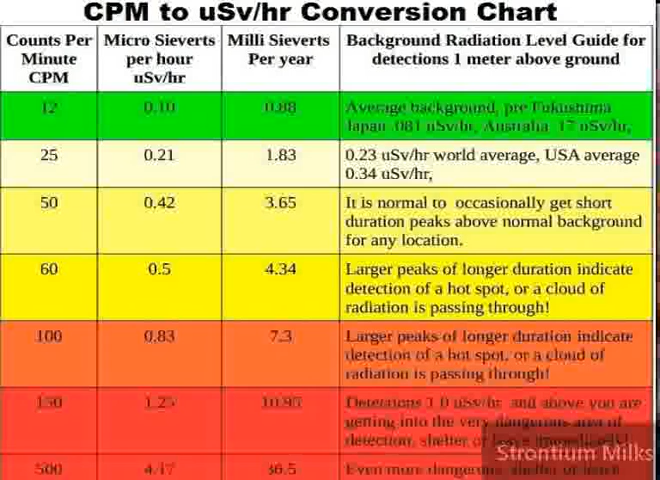 CPM to uSv/hr Conversion Chart
Counts Per Minute CPM
Micro Sieverts per hour uSv/hr
Milli Sieverts Per year
Background Radiation Level Guide for detections 1 meter above ground
12
0.10
0.88
Average background, pre Fukushima
Japan .081 uSv/hr, Australia .17 uSv/hr,
25
0.21
1.83
0.23 uSv/hr world average, USA average
0.34 uSv/hr,
50
0.42
3.65
It is normal to occasionally get short
duration peaks above normal background
for any location.
60
0.5
4.34
Larger peaks of longer duration indicate
detection of a hot spot, or a cloud of
radiation is passing through!
100
0.83
7.3
Larger peaks of longer duration indicate
detection of a hot spot, or a cloud of
radiation is passing through!
150
1.25
10.95
Detections 1.0 uSv/hr and above you are
getting into the very dangerous area of
detection, shelter or leave
500
4.17
36.5
Even more dangerous, shelter or leave
Strontium Milks